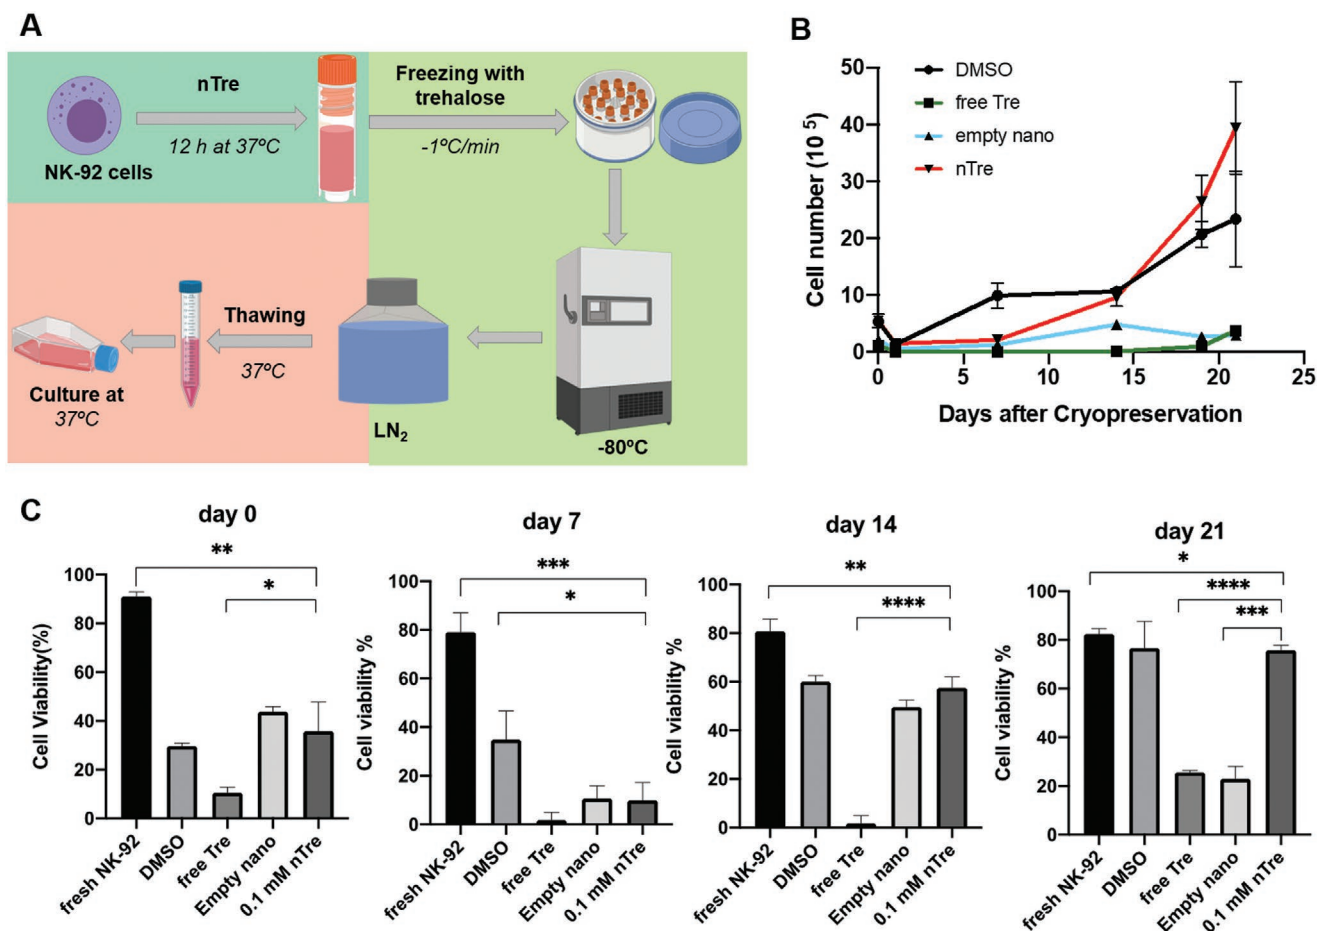 A
nTre
12 h at 37ºC
NK-92 cells
Freezing with
trehalose
-1ºC/min
Thawing
37ºC
Culture at
37ºC
LN2
-80ºC
B
DMSO
free Tre
empty nano
nTre
Cell number (10 5)
50
40
30
20
10
0
0 5 10 15 20 25
Days after Cryopreservation
C
day 0
**
*
Cell Viability(%)
100
80
60
40
20
0
fresh NK-92
DMSO
free Tre
Empty nano
0.1 mM nTre
day 7
***
*
Cell viability %
100
80
60
40
20
0
fresh NK-92
DMSO
free Tre
Empty nano
0.1 mM nTre
day 14
**
****
Cell viability %
100
80
60
40
20
0
fresh NK-92
DMSO
free Tre
Empty nano
0.1 mM nTre
day 21
*
****
***
Cell viability %
100
80
60
40
20
0
fresh NK-92
DMSO
free Tre
Empty nano
0.1 mM nTre